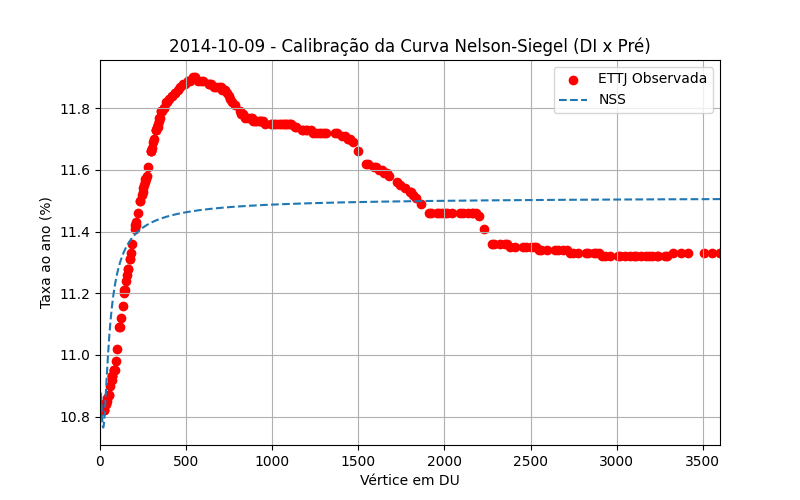 2014-10-09 - Calibração da Curva Nelson-Siegel (DI x Pré)
ETTJ Observada
NSS
Taxa ao ano (%)
11.8
11.6
11.4
11.2
11.0
10.8
0 500 1000 1500 2000 2500 3000 3500
Vértice em DU